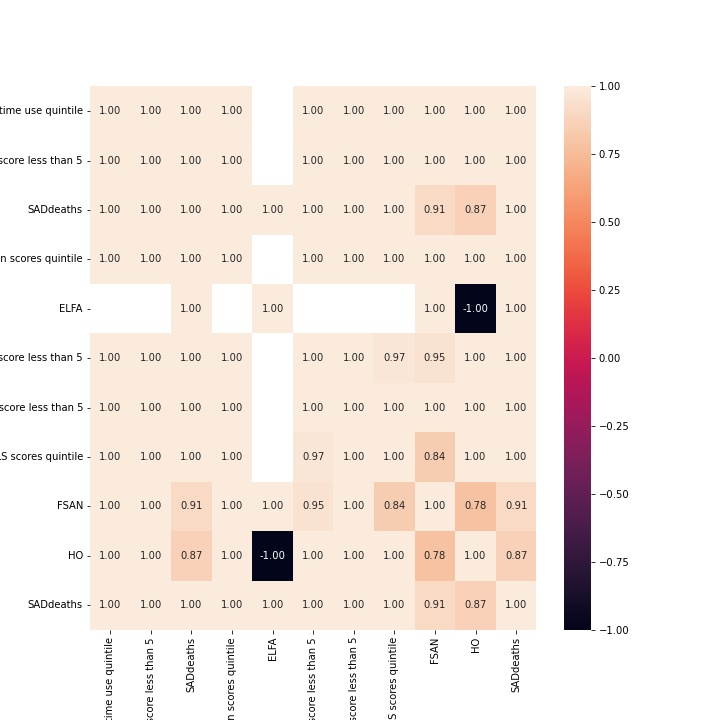 time use quintile 1.00 1.00 1.00 1.00 1.00 1.00 1.00 1.00 1.00 1.00
score less than 5 1.00 1.00 1.00 1.00 1.00 1.00 1.00 1.00 1.00 1.00
SADdeaths 1.00 1.00 1.00 1.00 1.00 1.00 1.00 1.00 0.91 0.87 1.00
n scores quintile 1.00 1.00 1.00 1.00 1.00 1.00 1.00 1.00 1.00 1.00
ELFA 1.00 1.00 1.00 -1.00 1.00
score less than 5 1.00 1.00 1.00 1.00 1.00 1.00 0.97 0.95 1.00 1.00
score less than 5 1.00 1.00 1.00 1.00 1.00 1.00 1.00 1.00 1.00 1.00
S scores quintile 1.00 1.00 1.00 1.00 0.97 1.00 1.00 0.84 1.00 1.00
FSAN 1.00 1.00 0.91 1.00 1.00 0.95 1.00 0.84 1.00 0.78 0.91
HO 1.00 1.00 0.87 1.00 -1.00 1.00 1.00 1.00 0.78 1.00 0.87
SADdeaths 1.00 1.00 1.00 1.00 1.00 1.00 1.00 1.00 0.91 0.87 1.00
time use quintile
score less than 5
SADdeaths
n scores quintile
ELFA
score less than 5
score less than 5
S scores quintile
FSAN
HO
SADdeaths
1.00
0.75
0.50
0.25
0.00
−0.25
−0.50
−0.75
−1.00